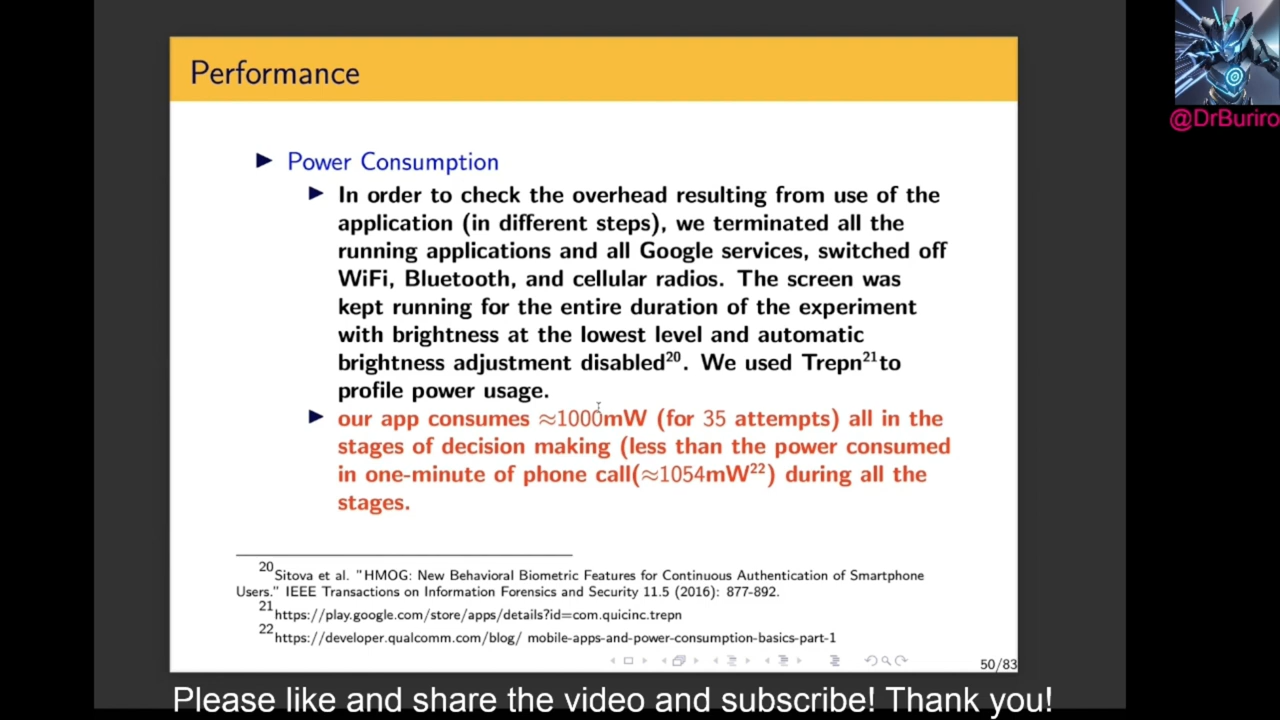 Performance
@DrBuriro
Power Consumption
In order to check the overhead resulting from use of the
application (in different steps), we terminated all the
running applications and all Google services, switched off
WiFi, Bluetooth, and cellular radios. The screen was
kept running for the entire duration of the experiment
with brightness at the lowest level and automatic
brightness adjustment disabled20. We used Trepn21to
profile power usage.
our app consumes ≈1000mW (for 35 attempts) all in the
stages of decision making (less than the power consumed
in one-minute of phone call(≈1054mW22) during all the
stages.
20Sitova et al. "HMOG: New Behavioral Biometric Features for Continuous Authentication of Smartphone
Users." IEEE Transactions on Information Forensics and Security 11.5 (2016): 877-892.
21https://play.google.com/store/apps/details?id=com.quicinc.trepn
22https://developer.qualcomm.com/blog/ mobile-apps-and-power-consumption-basics-part-1
50/83
Please like and share the video and subscribe! Thank you!